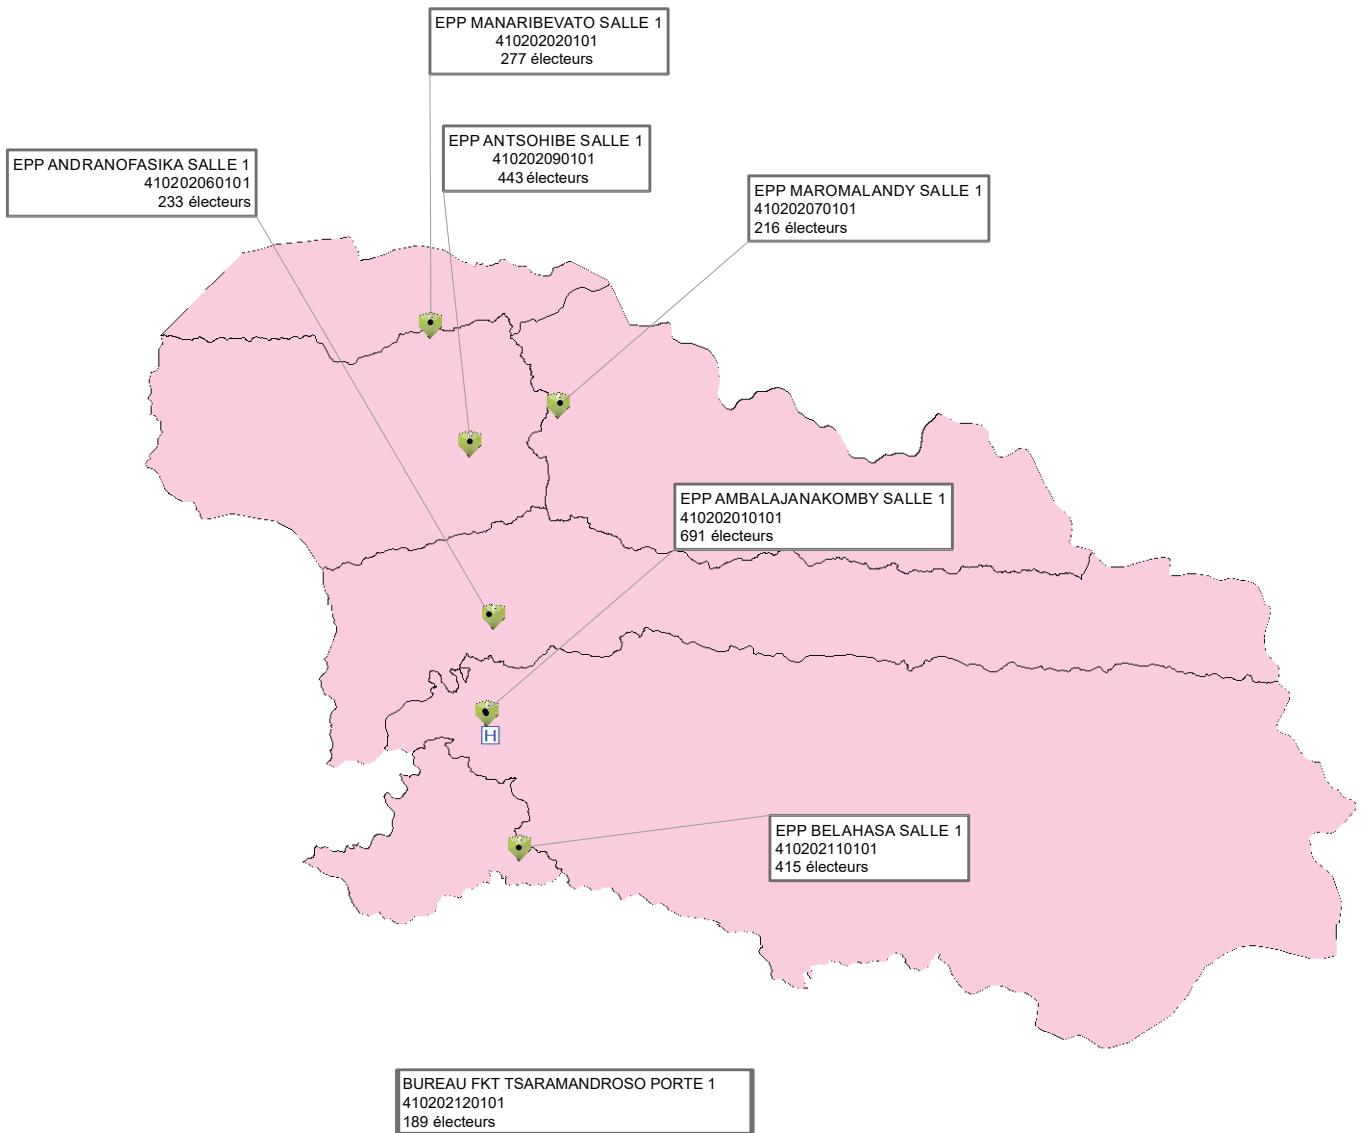 EPP MANARIBEVATO SALLE 1
410202020101
277 électeurs
EPP ANTSOHIBE SALLE 1
410202090101
443 électeurs
EPP ANDRANOFASIKA SALLE 1
410202060101
233 électeurs
EPP MAROMALANDY SALLE 1
410202070101
216 électeurs
EPP AMBALAJANAKOMBY SALLE 1
410202010101
691 électeurs
H
EPP BELAHASA SALLE 1
410202110101
415 électeurs
BUREAU FKT TSARAMANDROSO PORTE 1
410202120101
189 électeurs